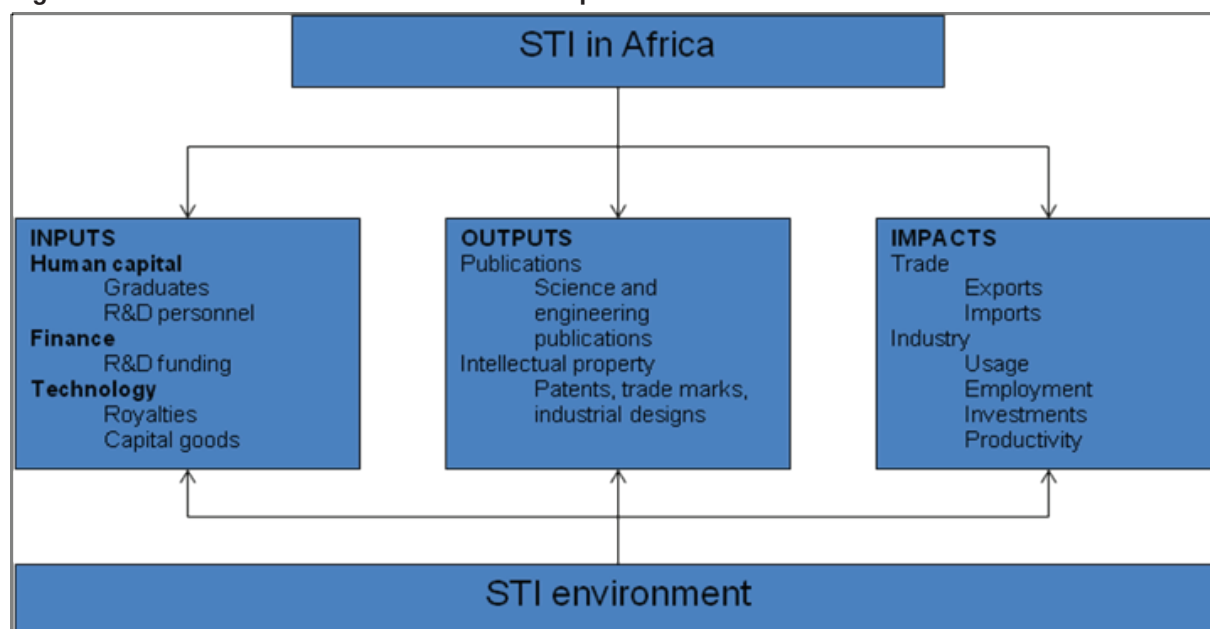 STI in Africa
INPUTS
Human capital
Graduates
R&D personnel
Finance
R&D funding
Technology
Royalties
Capital goods
OUTPUTS
Publications
Science and
engineering
publications
Intellectual property
Patents, trade marks,
industrial designs
IMPACTS
Trade
Exports
Imports
Industry
Usage
Employment
Investments
Productivity
STI environment